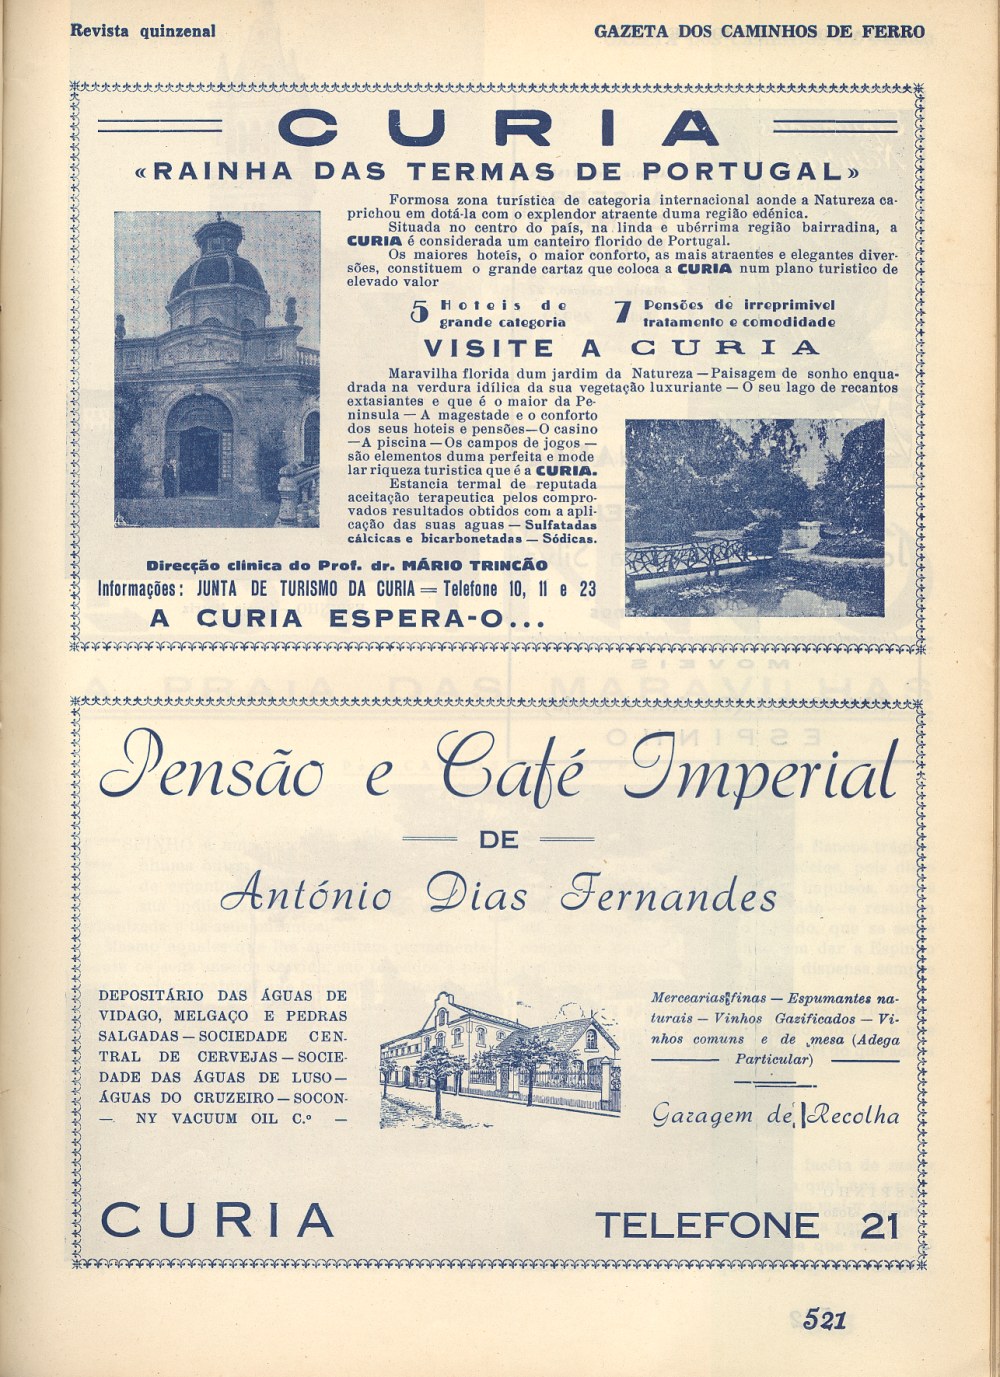 Revista quinzenal
GAZETA DOS CAMINHOS DE FERRO
CURIA
«RAINHA DAS TERMAS DE PORTUGAL»
Formosa zona turística de categoria internacional aonde a Natureza ca-
prichou em dotá-la com o explendor atraente duma região edénica.
Situada no centro do país, na linda e ubérrima região bairradina, a
CURIA é considerada um canteiro florido de Portugal.
Os maiores hoteis, o maior conforto, as mais atraentes e elegantes diver-
sões, constituem o grande cartaz que coloca a CURIA num plano turistico de
elevado valor
5 Hoteis de
grande categoria
7 Pensões de irreprimivel
tratamento e comodidade
VISITE A CURIA
Maravilha florida dum jardim da Natureza — Paisagem de sonho enqua-
drada na verdura idílica da sua vegetação luxuriante — O seu lago de recantos
extasiantes e que é o maior da Pe-
ninsula — A magestade e o conforto
dos seus hoteis e pensões—O casino
—A piscina—Os campos de jogos —
são elementos duma perfeita e mode
lar riqueza turistica que é a CURIA.
Estancia termal de reputada
aceitação terapeutica pelos compro-
vados resultados obtidos com a apli-
cação das suas aguas — Sulfatadas
cálcicas e bicarbonetadas — Sódicas.
Direcção clinica do Prof. dr. MÁRIO TRINCÃO
Informações: JUNTA DE TURISMO DA CURIA = Telefone 10, 11 e 23
A CURIA ESPERA-O...
Pensão e Café Imperial
DE
António Dias Fernandes
DEPOSITÁRIO DAS ÁGUAS DE
VIDAGO, MELGAÇO E PEDRAS
SALGADAS — SOCIEDADE CEN-
TRAL DE CERVEJAS — SOCIE-
DADE DAS ÁGUAS DE LUSO —
ÁGUAS DO CRUZEIRO — SOCON-
— NY VACUUM OIL C.º —
Mercearias finas — Espumantes na-
turais — Vinhos Gazificados — Vi-
nhos comuns e de mesa (Adega
Particular)
Garagem de Recolha
CURIA
TELEFONE 21
521